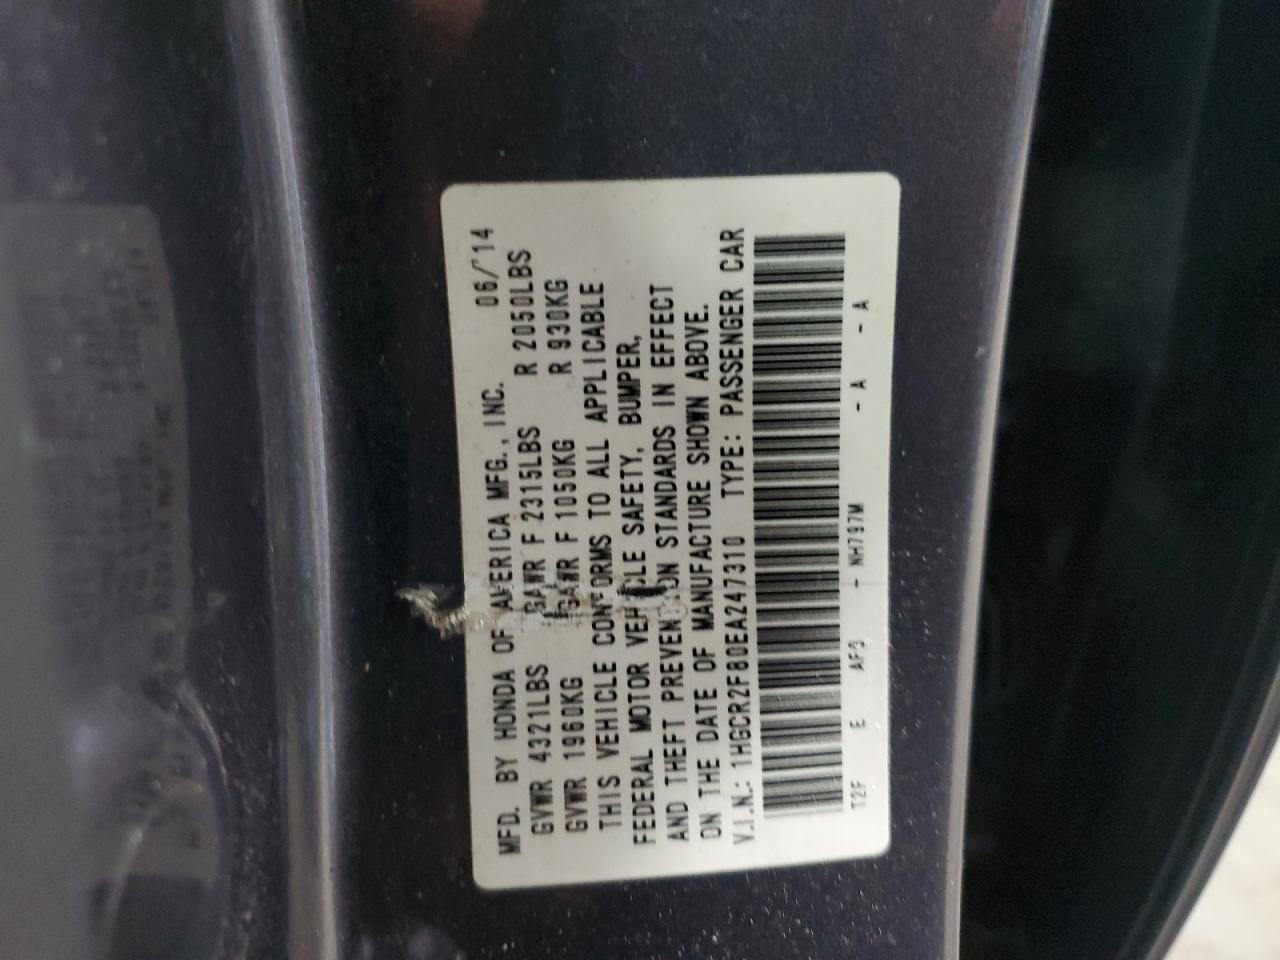 MFD. BY HONDA OF AMERICA MFG., INC. 06/'14
GVWR 4321LBS GAWR F 2315LBS R 2050LBS
GVWR 1960KG GAWR F 1050KG R 930KG
THIS VEHICLE CONFORMS TO ALL APPLICABLE
FEDERAL MOTOR VEHICLE SAFETY, BUMPER,
AND THEFT PREVENTION STANDARDS IN EFFECT
ON THE DATE OF MANUFACTURE SHOWN ABOVE.
V.I.N.: 1HGCR2F80EA247310 TYPE: PASSENGER CAR
T2F E AF3 - NH797M - A - A